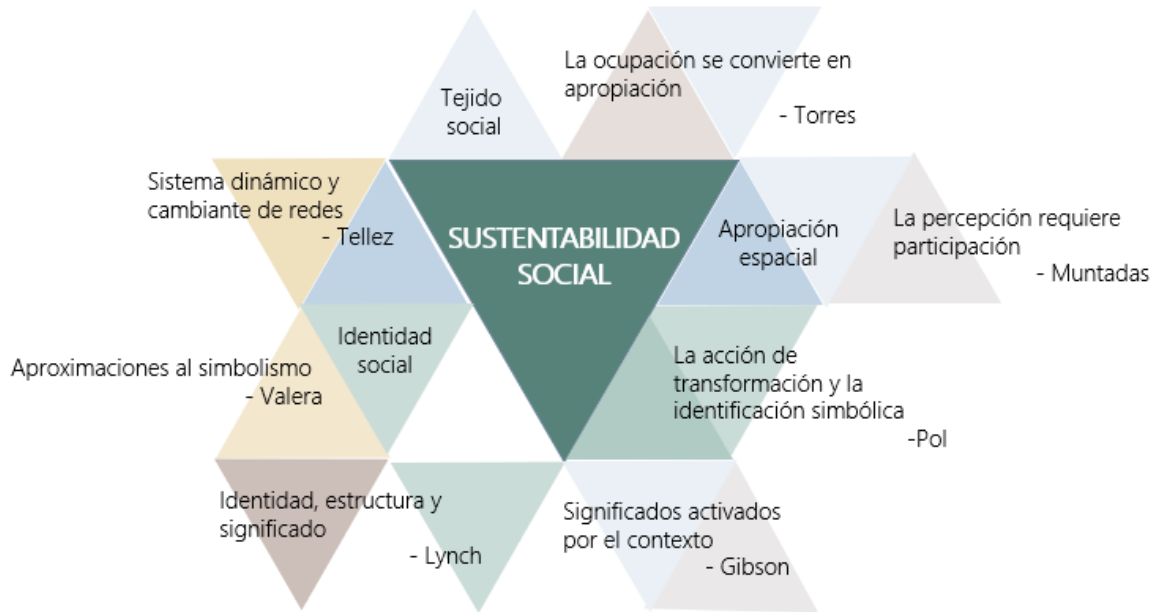 La ocupación se convierte en
apropiación
- Torres
Tejido
social
Sistema dinámico y
cambiante de redes
- Tellez
SUSTENTABILIDAD
SOCIAL
Apropiación
espacial
La percepción requiere
participación
- Muntadas
Identidad
social
Aproximaciones al simbolismo
- Valera
La acción de
transformación y la
identificación simbólica
-Pol
Identidad, estructura y
significado
- Lynch
Significados activados
por el contexto
- Gibson